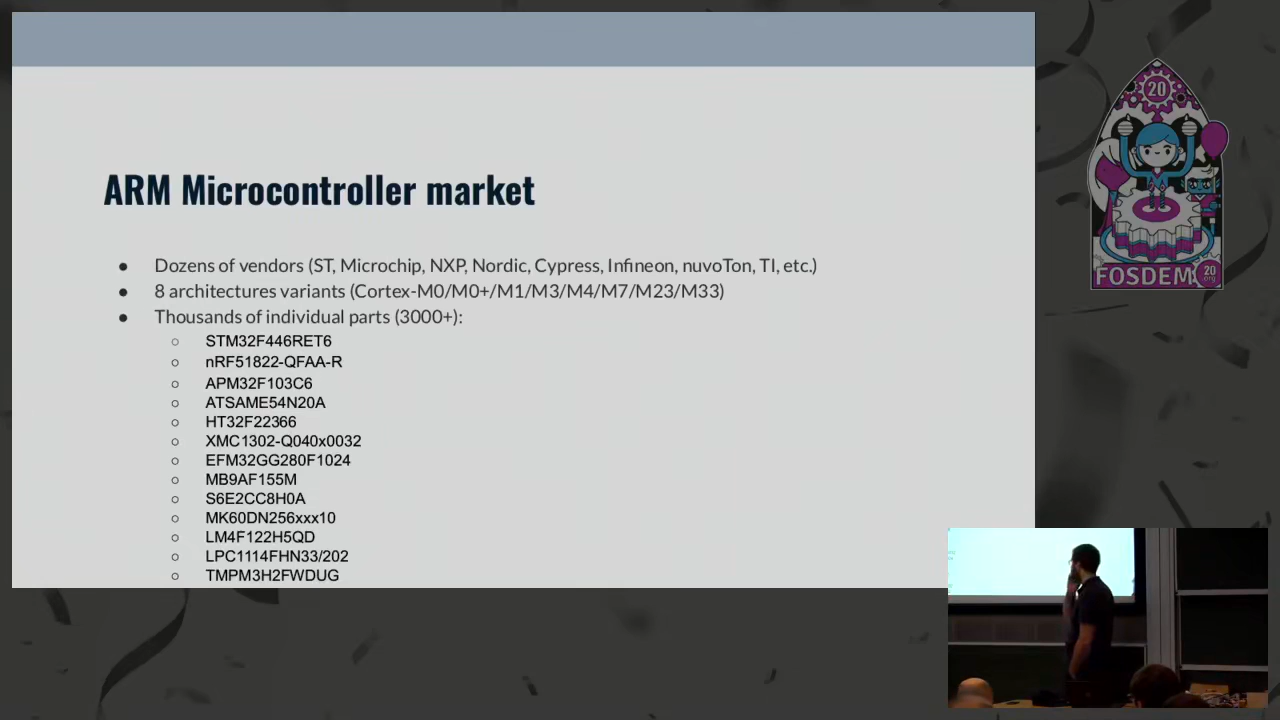 ARM Microcontroller market
● Dozens of vendors (ST, Microchip, NXP, Nordic, Cypress, Infineon, nuvoTon, TI, etc.)
● 8 architectures variants (Cortex-M0/M0+/M1/M3/M4/M7/M23/M33)
● Thousands of individual parts (3000+):
○ STM32F446RET6
○ nRF51822-QFAA-R
○ APM32F103C6
○ ATSAME54N20A
○ HT32F22366
○ XMC1302-Q040x0032
○ EFM32GG280F1024
○ MB9AF155M
○ S6E2CC8H0A
○ MK60DN256xxx10
○ LM4F122H5QD
○ LPC1114FHN33/202
○ TMPM3H2FWDUG
20
FOSDEM
20
.org